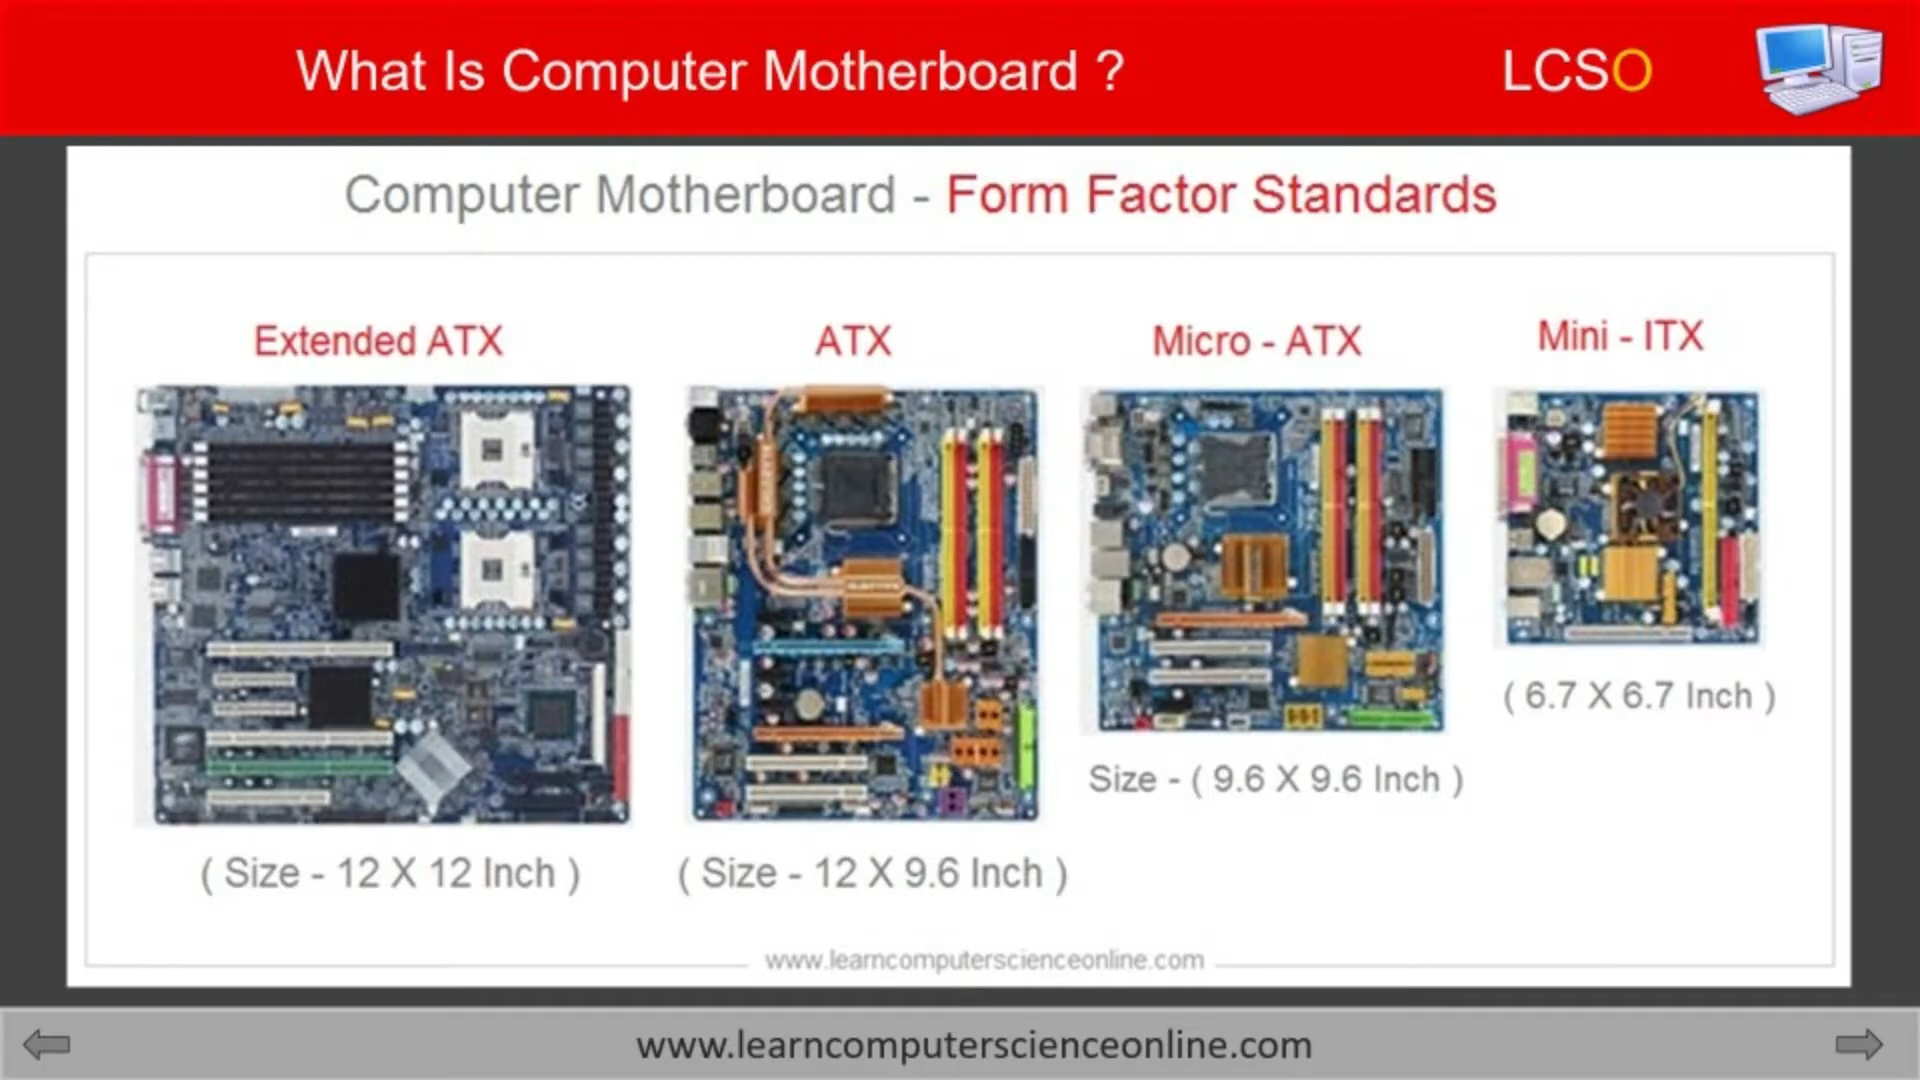 What Is Computer Motherboard ?
LCSO
Computer Motherboard - Form Factor Standards
Extended ATX
ATX
Micro - ATX
Mini - ITX
( 6.7 X 6.7 Inch )
Size - ( 9.6 X 9.6 Inch )
( Size - 12 X 12 Inch )
( Size - 12 X 9.6 Inch )
www.learncomputerscienceonline.com
www.learncomputerscienceonline.com